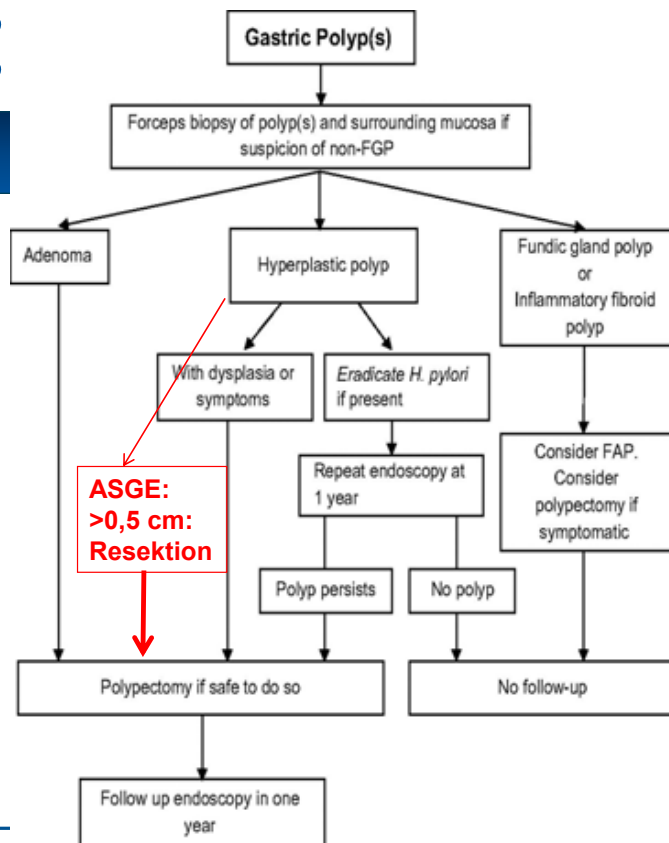 Gastric Polyp(s)
Forceps biopsy of polyp(s) and surrounding mucosa if
suspicion of non-FGP
Adenoma
Hyperplastic polyp
Fundic gland polyp
or
Inflammatory fibroid
polyp
With dysplasia or
symptoms
Eradicate H. pylori
if present
Repeat endoscopy at
1 year
Consider FAP.
Consider
polypectomy if
symptomatic
ASGE:
>0,5 cm:
Resektion
Polyp persists
No polyp
Polypectomy if safe to do so
No follow-up
Follow up endoscopy in one
year